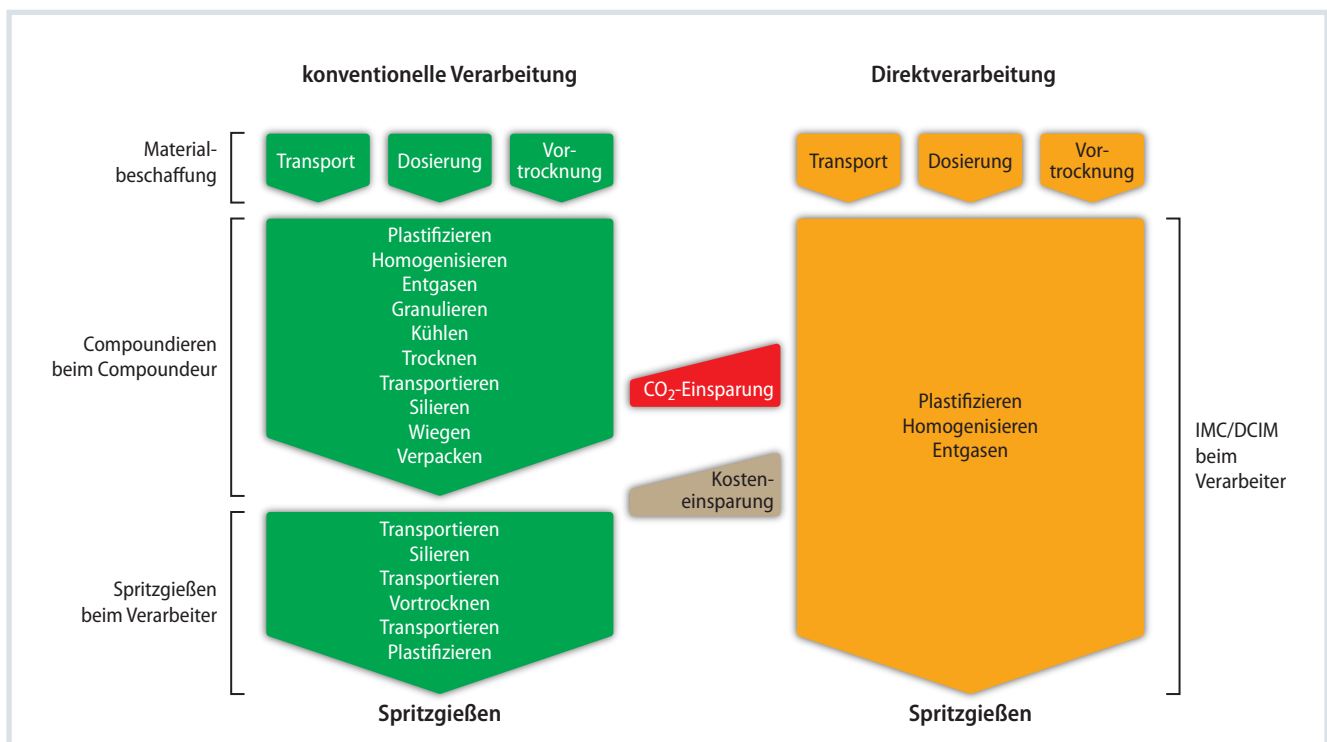 konventionelle Verarbeitung
Direktverarbeitung
Material-
beschaffung
Transport
Dosierung
Vor-
trocknung
Transport
Dosierung
Vor-
trocknung
Compoundieren
beim Compoundeur
Plastifizieren
Homogenisieren
Entgasen
Granulieren
Kühlen
Trocknen
Transportieren
Silieren
Wiegen
Verpacken
CO₂-Einsparung
Kosten-
einsparung
Plastifizieren
Homogenisieren
Entgasen
IMC/DCIM
beim
Verarbeiter
Spritzgießen
beim Verarbeiter
Transportieren
Silieren
Transportieren
Vortrocknen
Transportieren
Plastifizieren
Spritzgießen
Spritzgießen